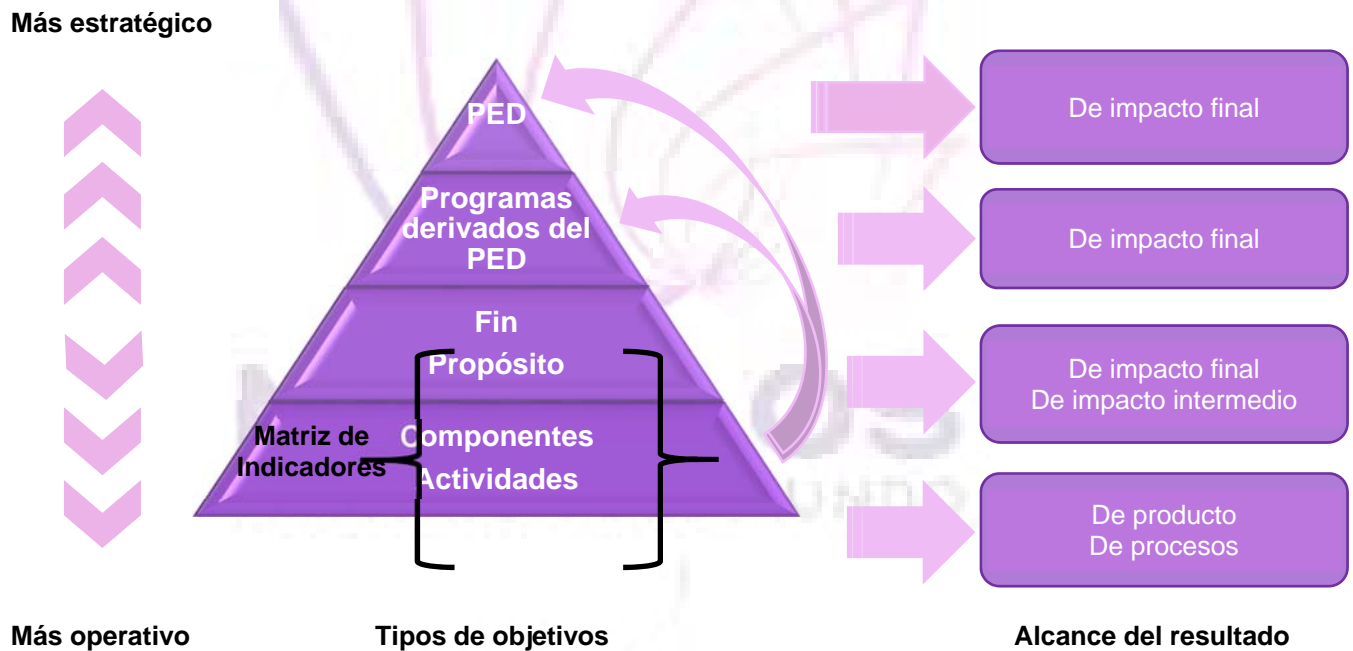 Más estratégico
PED
Programas
derivados del
PED
Fin
Propósito
Matriz de
Indicadores
Componentes
Actividades
De impacto final
De impacto final
De impacto final
De impacto intermedio
De producto
De procesos
Más operativo
Tipos de objetivos
Alcance del resultado